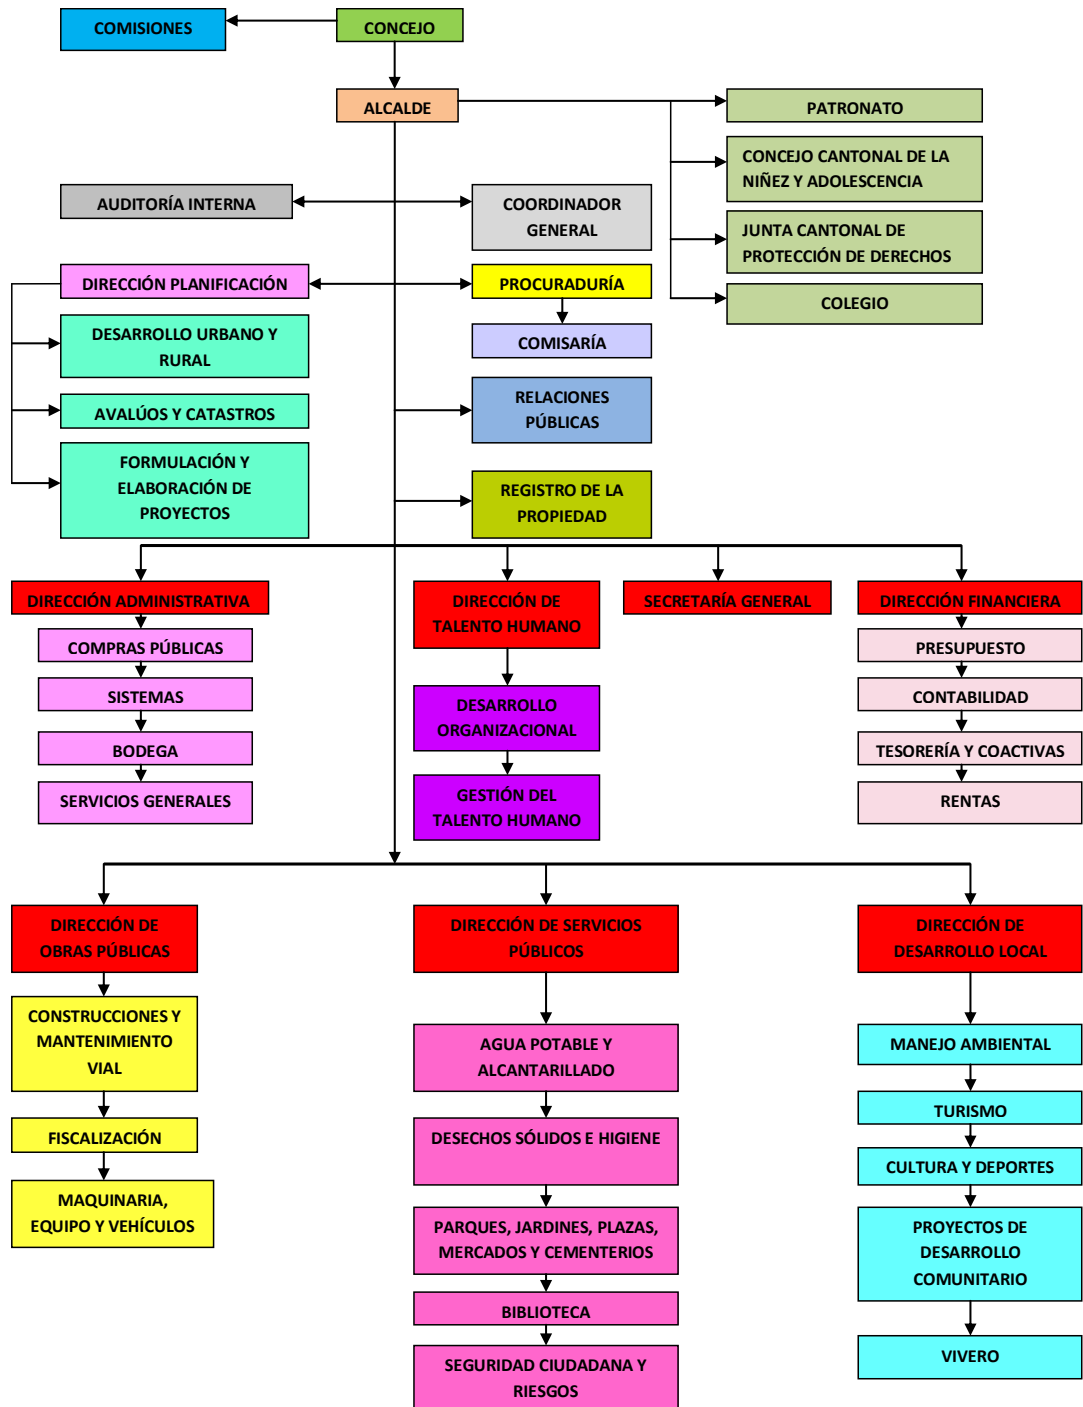 COMISIONES
CONCEJO
ALCALDE
PATRONATO
CONCEJO CANTONAL DE LA
NIÑEZ Y ADOLESCENCIA
AUDITORÍA INTERNA
COORDINADOR
GENERAL
JUNTA CANTONAL DE
PROTECCIÓN DE DERECHOS
DIRECCIÓN PLANIFICACIÓN
PROCURADURÍA
COLEGIO
DESARROLLO URBANO Y
RURAL
COMISARÍA
AVALÚOS Y CATASTROS
RELACIONES
PÚBLICAS
FORMULACIÓN Y
ELABORACIÓN DE
PROYECTOS
REGISTRO DE LA
PROPIEDAD
DIRECCIÓN ADMINISTRATIVA
COMPRAS PÚBLICAS
SISTEMAS
BODEGA
SERVICIOS GENERALES
DIRECCIÓN DE
TALENTO HUMANO
DESARROLLO
ORGANIZACIONAL
GESTIÓN DEL
TALENTO HUMANO
SECRETARÍA GENERAL
DIRECCIÓN FINANCIERA
PRESUPUESTO
CONTABILIDAD
TESORERÍA Y COACTIVAS
RENTAS
DIRECCIÓN DE
OBRAS PÚBLICAS
CONSTRUCCIONES Y
MANTENIMIENTO
VIAL
FISCALIZACIÓN
MAQUINARIA,
EQUIPO Y VEHÍCULOS
DIRECCIÓN DE SERVICIOS
PÚBLICOS
AGUA POTABLE Y
ALCANTARILLADO
DESECHOS SÓLIDOS E HIGIENE
PARQUES, JARDINES, PLAZAS,
MERCADOS Y CEMENTERIOS
BIBLIOTECA
SEGURIDAD CIUDADANA Y
RIESGOS
DIRECCIÓN DE
DESARROLLO LOCAL
MANEJO AMBIENTAL
TURISMO
CULTURA Y DEPORTES
PROYECTOS DE
DESARROLLO
COMUNITARIO
VIVERO